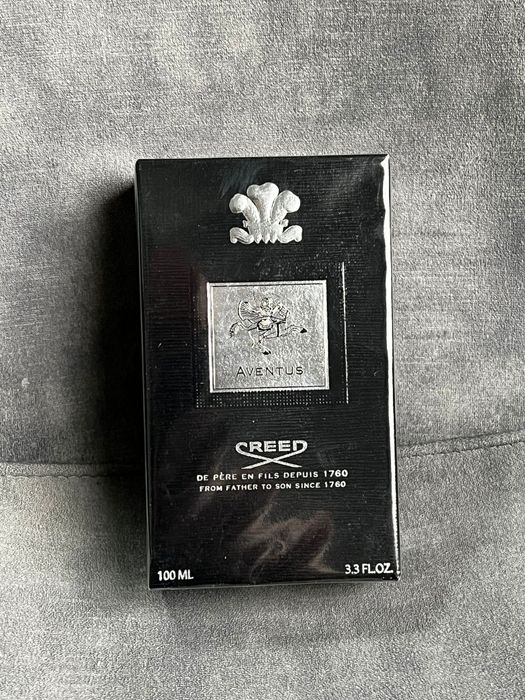 AVENTUS
CREED
DE PÈRE EN FILS DEPUIS 1760
FROM FATHER TO SON SINCE 1760
100 ML 3.3 FL.OZ.